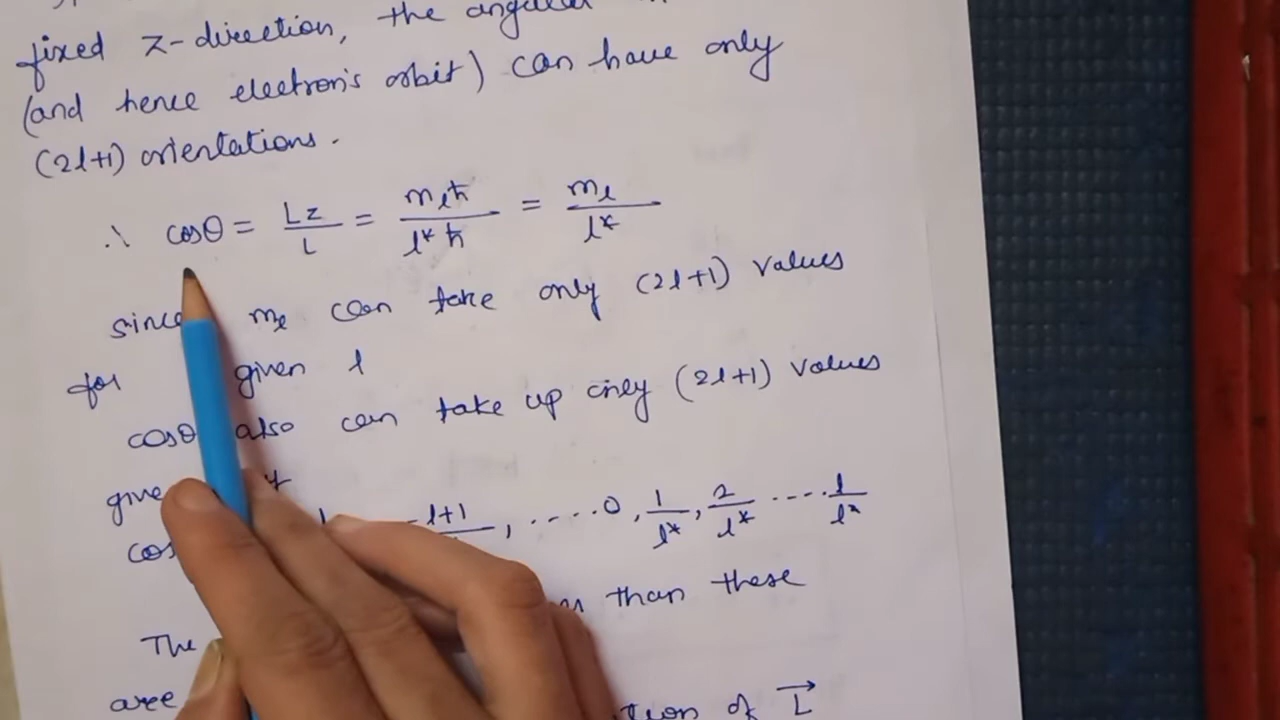 fixed z-direction, the
(and hence electron's orbit) can have only
(2l+1) orientations.
∴ cosθ = Lz/L = mₗħ/l*ħ = mₗ/l*
since mₗ can take only (2l+1) values
for given l
cosθ also can take up only (2l+1) values
-l+1 , ....0, 1/l*, 2/l* ....l/l*
The than these
are of L⃗